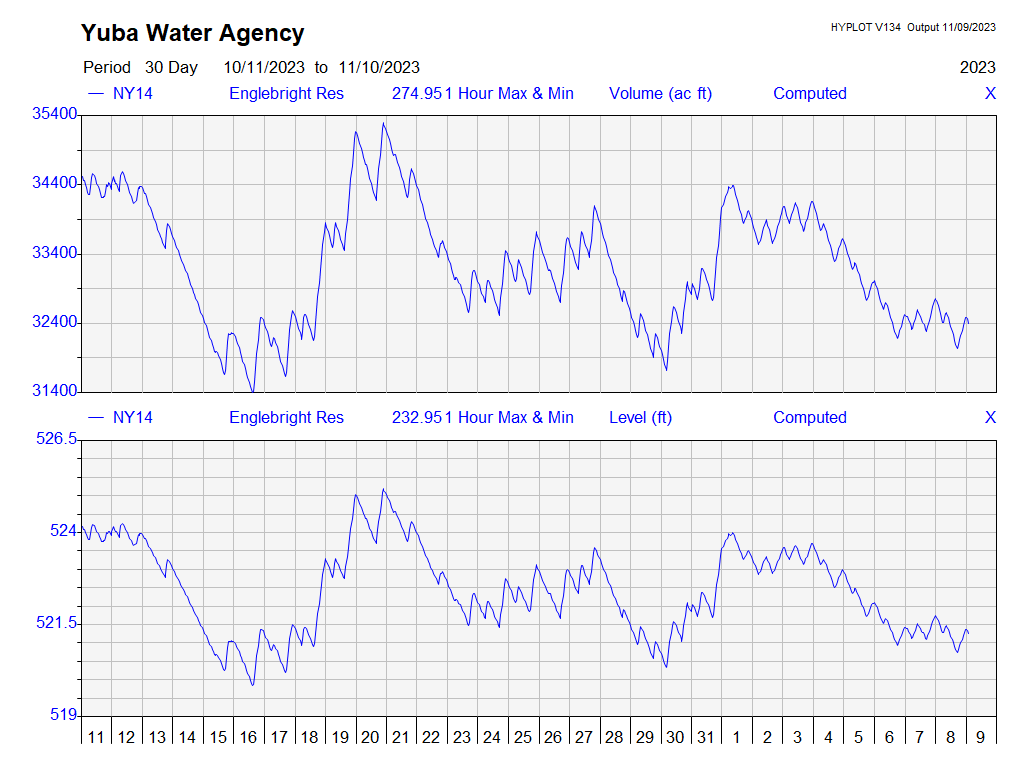 Yuba Water Agency
HYPLOT V134 Output 11/09/2023
Period 30 Day 10/11/2023 to 11/10/2023 2023
NY14 Englebright Res 274.951 Hour Max & Min Volume (ac ft) Computed X
35400
34400
33400
32400
31400
NY14 Englebright Res 232.951 Hour Max & Min Level (ft) Computed X
526.5
524
521.5
519
11 12 13 14 15 16 17 18 19 20 21 22 23 24 25 26 27 28 29 30 31 1 2 3 4 5 6 7 8 9